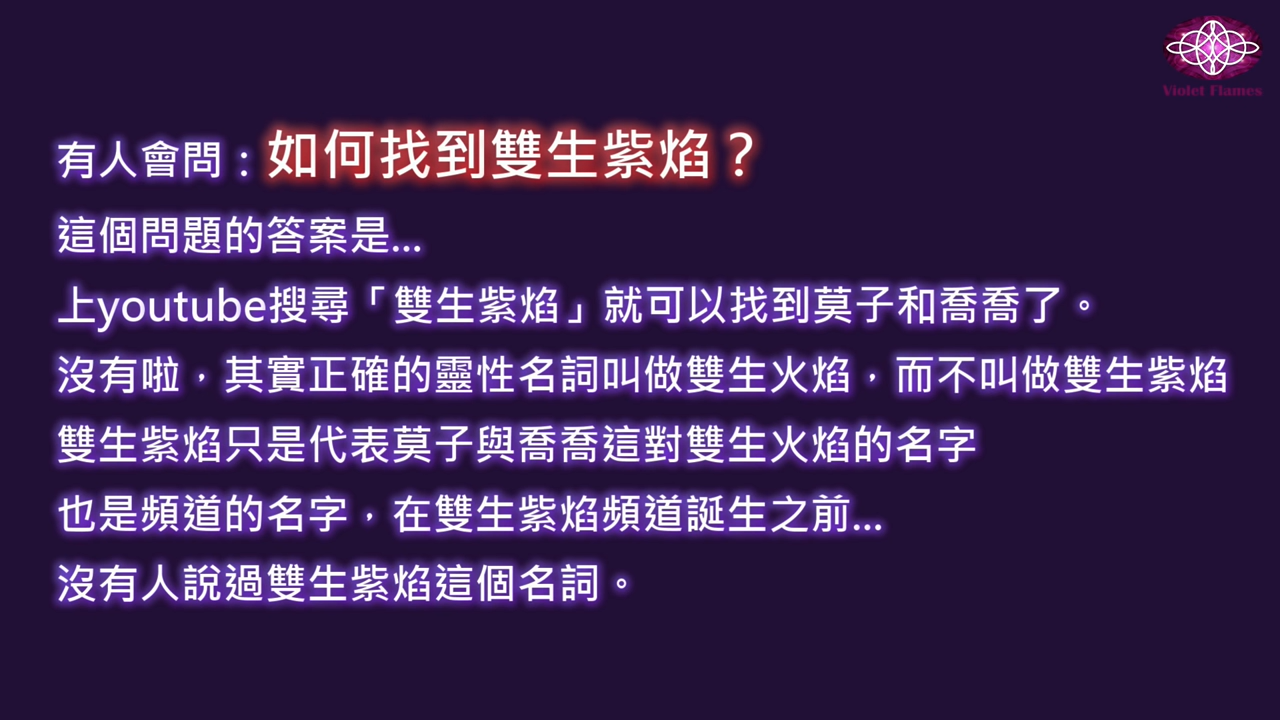 Violet Flames
有人會問：如何找到雙生紫焰？
這個問題的答案是...
上youtube搜尋「雙生紫焰」就可以找到莫子和喬喬了。
沒有啦，其實正確的靈性名詞叫做雙生火焰，而不叫做雙生紫焰
雙生紫焰只是代表莫子與喬喬這對雙生火焰的名字
也是頻道的名字，在雙生紫焰頻道誕生之前...
沒有人說過雙生紫焰這個名詞。